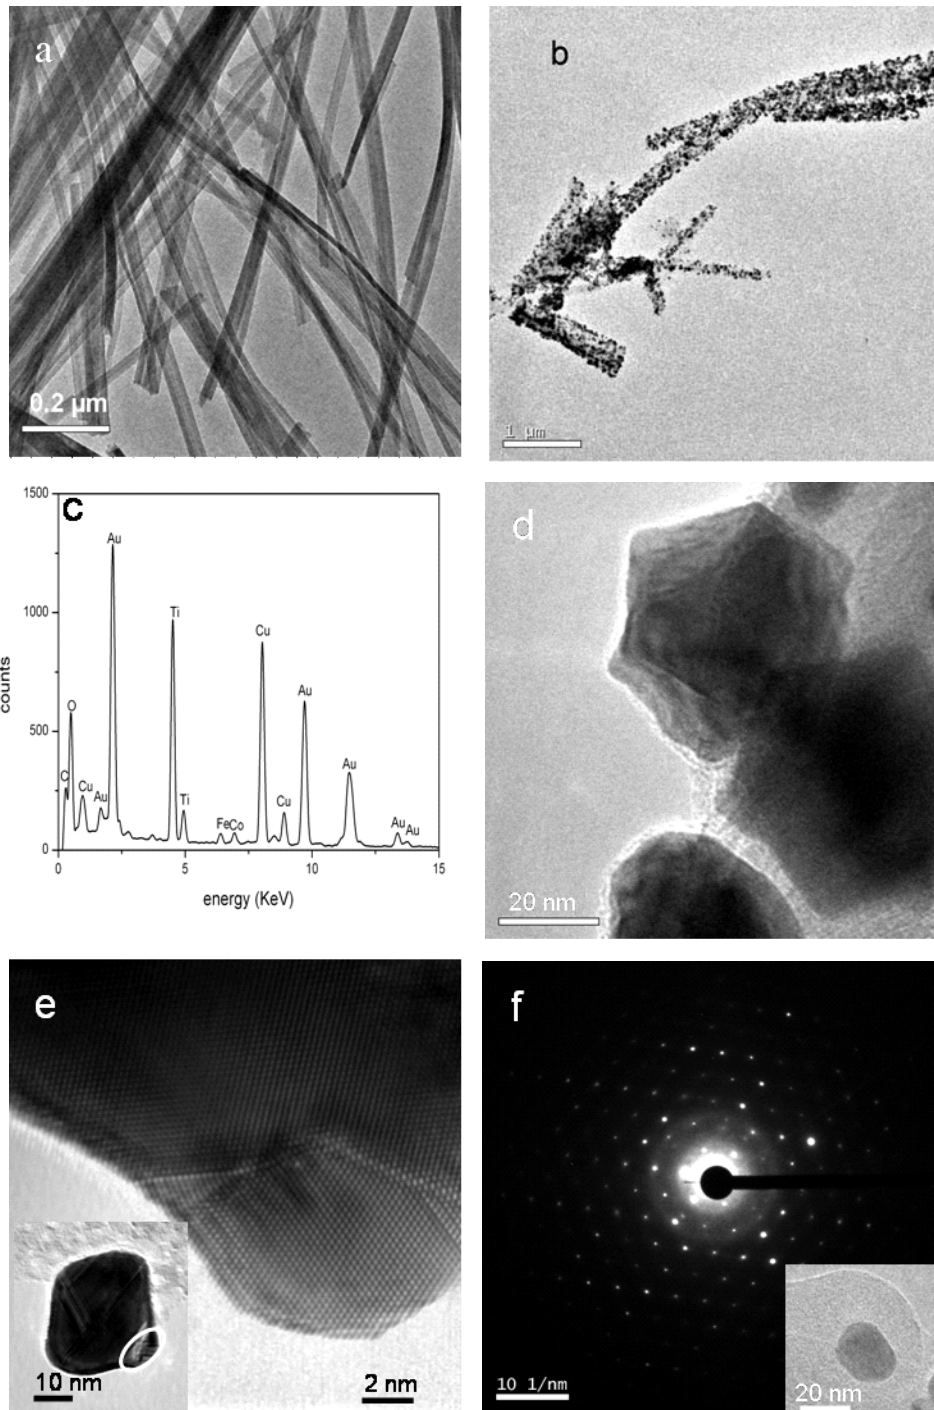 a
0.2 µm
b
1 µm
c
1500
1000
500
0
counts
C
O
Cu
Au
Au
Ti
Ti
Fe
Co
Cu
Cu
Au
Au
Au
Au
0
5
10
15
energy (KeV)
d
20 nm
e
10 nm
2 nm
f
10 1/nm
20 nm